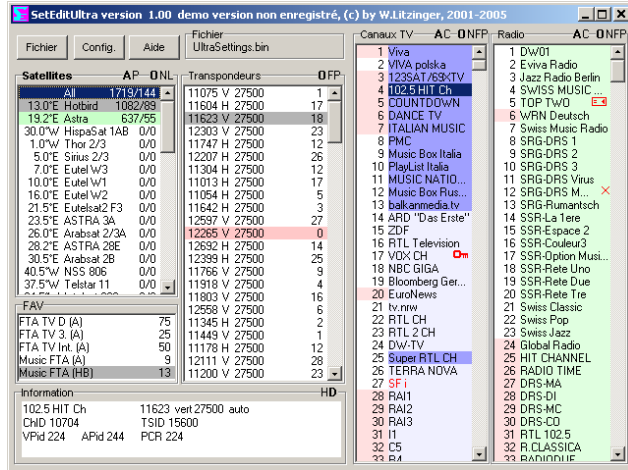 SetEditUltra version 1.00 demo version non enregistré, (c) by W.Litzinger, 2001-2005
Fichier Config. Aide
Fichier
UltraSettings.bin
Satellites AP-ONL
All 1719/144
13.0°E Hotbird 1082/89
19.2°E Astra 637/55
30.0°W HispaSat 1AB 0/0
1.0°W Thor 2/3 0/0
5.0°E Sirius 2/3 0/0
7.0°E Eutel W3 0/0
10.0°E Eutel W1 0/0
16.0°E Eutel W2 0/0
21.5°E Eutelsat2 F3 0/0
23.5°E ASTRA 3A 0/0
26.0°E Arabsat 2/3A 0/0
28.2°E ASTRA 2BE 0/0
30.5°E Arabsat 2B 0/0
40.5°W NSS 806 0/0
37.5°W Telstar 11 0/0
Transpondeurs OFP
11075 V 27500 1
11604 H 27500 17
11623 V 27500 18
12303 V 27500 23
11747 H 27500 12
12207 H 27500 26
11304 H 27500 12
11013 H 27500 17
11054 H 27500 5
11642 H 27500 3
12597 V 27500 27
12265 V 27500 0
12692 H 27500 14
12399 H 27500 25
11766 V 27500 9
11918 V 27500 4
11803 V 27500 16
12558 V 27500 6
11345 H 27500 2
11449 V 27500 1
11178 H 27500 12
12111 V 27500 28
11200 V 27500 23
FAV
FTA TV D (A) 75
FTA TV 3. (A) 25
FTA TV Int. (A) 50
Music FTA (A) 9
Music FTA (HB) 13
Information HD
102.5 HIT Ch 11623 vert 27500 auto
ChID 10704 TSID 15600
VPid 224 APid 244 PCR 224
Canaux TV AC ONFP
1 Viva
2 VIVA polska
3 123SAT/69XTV
4 102.5 HIT Ch
5 COUNTDOWN
6 DANCE TV
7 ITALIAN MUSIC
8 PMC
9 Music Box Italia
10 PlayList Italia
11 MUSIC NATIO...
12 Music Box Rus...
13 balkanmedia.tv
14 ARD "Das Erste"
15 ZDF
16 RTL Television
17 VOX CH
18 NBC GIGA
19 Bloomberg Ger...
20 EuroNews
21 tv.nrw
22 RTL CH
23 RTL 2 CH
24 DW-TV
25 Super RTL CH
26 TERRA NOVA
27 SF i
28 RAI1
29 RAI2
30 RAI3
31 I1
32 C5
33 R4
Radio AC ONFP
1 DW01
2 Eviva Radio
3 Jazz Radio Berlin
4 SWISS MUSIC ...
5 TOP TWO
6 WRN Deutsch
7 Swiss Music Radio
8 SRG-DRS 1
9 SRG-DRS 2
10 SRG-DRS 3
11 SRG-DRS Virus
12 SRG-DRS M...
13 SRG-Rumantsch
14 SSR-La 1ere
15 SSR-Espace 2
16 SSR-Couleur3
17 SSR-Option Musi...
18 SSR-Rete Uno
19 SSR-Rete Due
20 SSR-Rete Tre
21 Swiss Classic
22 Swiss Pop
23 Swiss Jazz
24 Global Radio
25 HIT CHANNEL
26 RADIO TIME
27 DRS-MA
28 DRS-DI
29 DRS-MC
30 DRS-CO
31 RTL 102.5
32 R.CLASSICA
33 RADIODUE